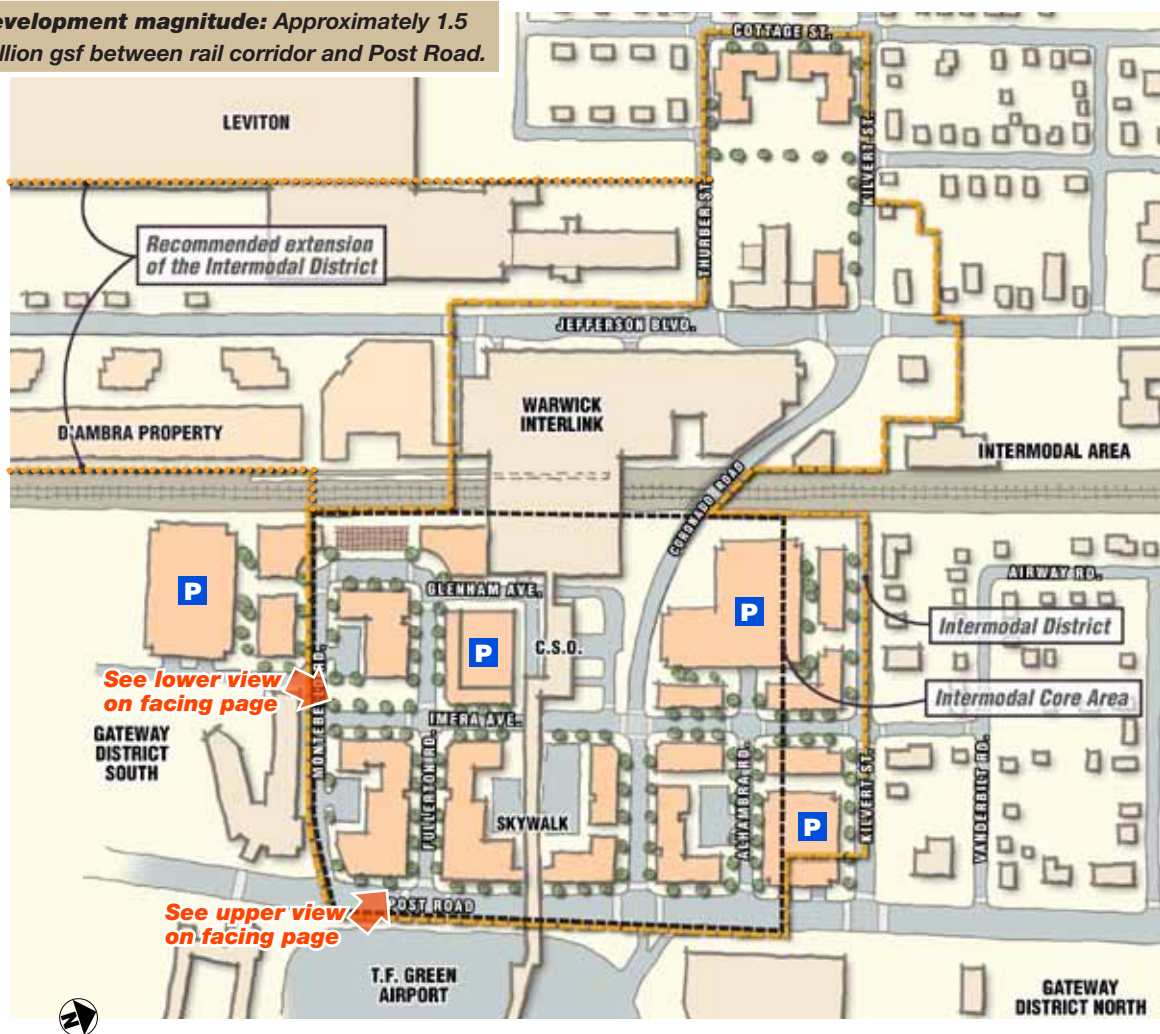 evelopment magnitude: Approximately 1.5
llion gsf between rail corridor and Post Road.
COTTAGE ST.
LEVITON
KILVERT ST.
THURBER ST.
Recommended extension
of the Intermodal District
JEFFERSON BLVD.
WARWICK
INTERLINK
D'AMBRA PROPERTY
INTERMODAL AREA
CORONADO ROAD
AIRWAY RD.
P
GLENHAM AVE.
P
Intermodal District
P
C.S.O.
See lower view
on facing page
MONTEBELLO RD.
Intermodal Core Area
IMERA AVE.
GATEWAY
DISTRICT
SOUTH
FULLERTON RD.
ALHAMBRA RD.
KILVERT ST.
VANDERBILT RD.
SKYWALK
P
See upper view
on facing page
POST ROAD
T.F. GREEN
AIRPORT
GATEWAY
DISTRICT NORTH
N